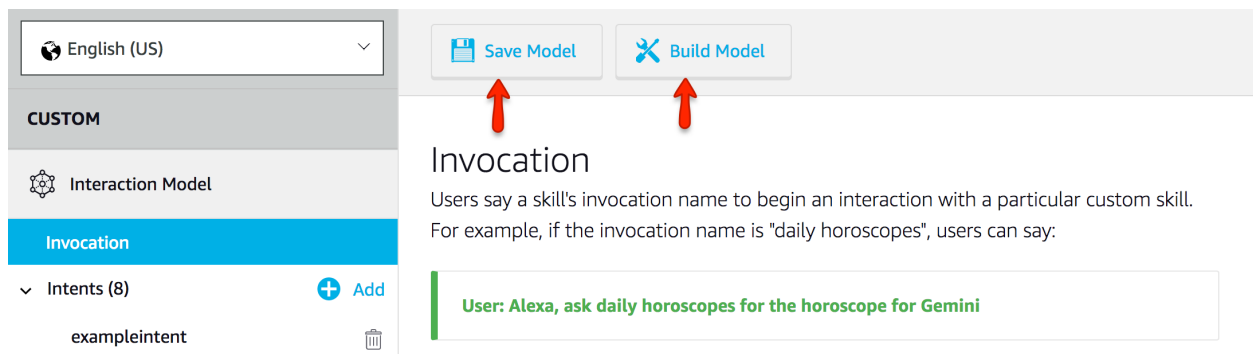 English (US)
Save Model
Build Model
CUSTOM
Interaction Model
Invocation
Intents (8)
Add
exampleintent
Invocation
Users say a skill's invocation name to begin an interaction with a particular custom skill.
For example, if the invocation name is "daily horoscopes", users can say:
User: Alexa, ask daily horoscopes for the horoscope for Gemini